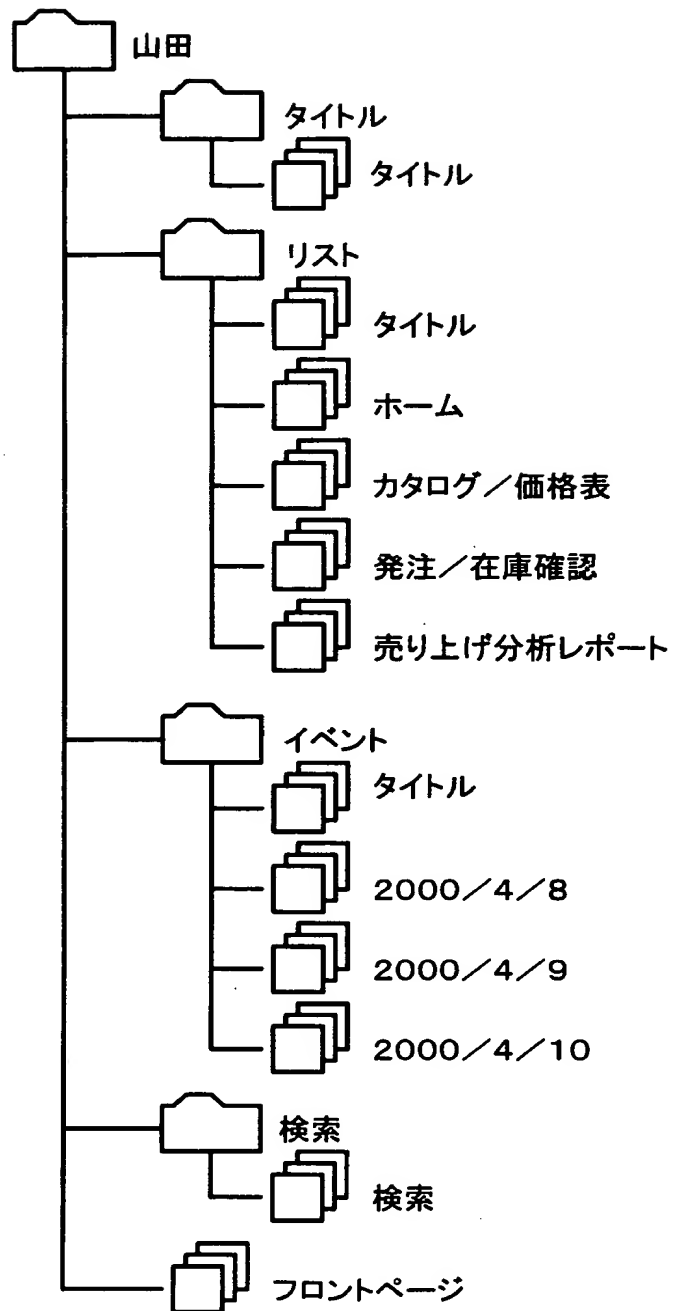 山田
タイトル
タイトル
リスト
タイトル
ホーム
カタログ／価格表
発注／在庫確認
売り上げ分析レポート
イベント
タイトル
2000／4／8
2000／4／9
2000／4／10
検索
検索
フロントページ